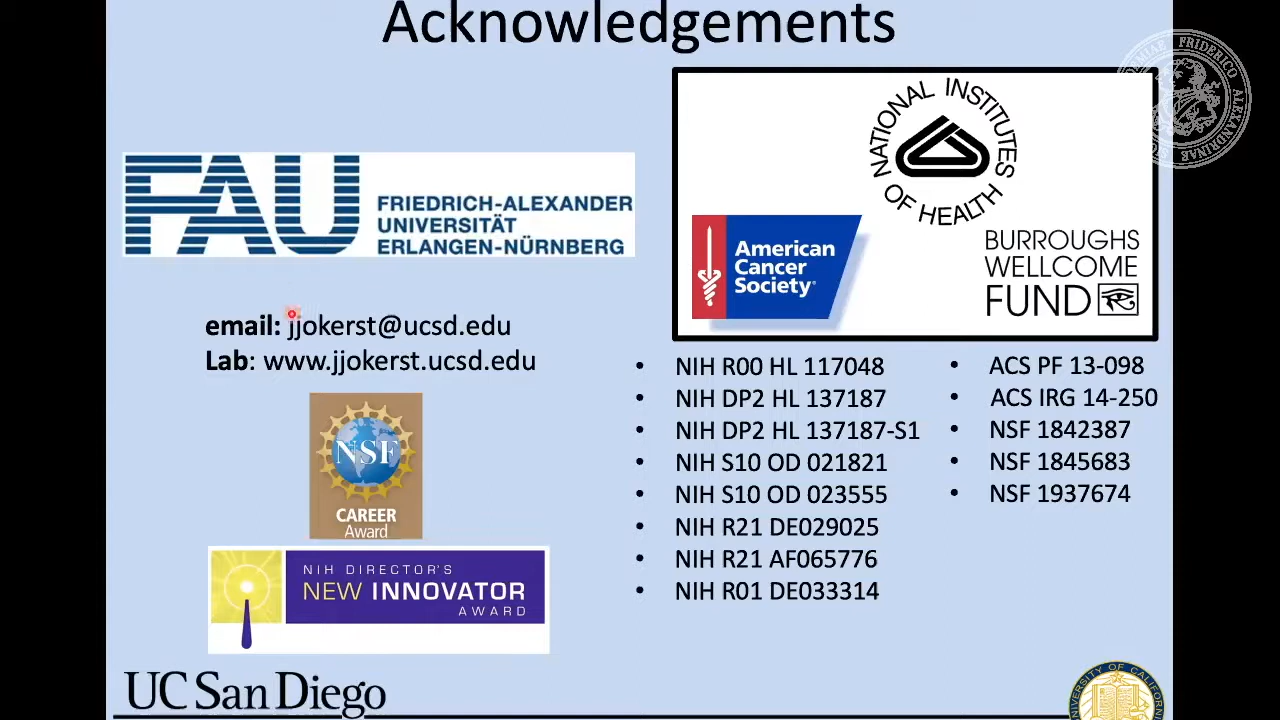 Acknowledgements
FAU
FRIEDRICH-ALEXANDER
UNIVERSITÄT
ERLANGEN-NÜRNBERG
email: jjokerst@ucsd.edu
Lab: www.jjokerst.ucsd.edu
NSF
CAREER
Award
NIH DIRECTOR'S
NEW INNOVATOR
AWARD
NATIONAL INSTITUTES
OF HEALTH
American
Cancer
Society®
BURROUGHS
WELLCOME
FUND
• NIH R00 HL 117048
• NIH DP2 HL 137187
• NIH DP2 HL 137187-S1
• NIH S10 OD 021821
• NIH S10 OD 023555
• NIH R21 DE029025
• NIH R21 AF065776
• NIH R01 DE033314
• ACS PF 13-098
• ACS IRG 14-250
• NSF 1842387
• NSF 1845683
• NSF 1937674
UC San Diego
FRIDERICO